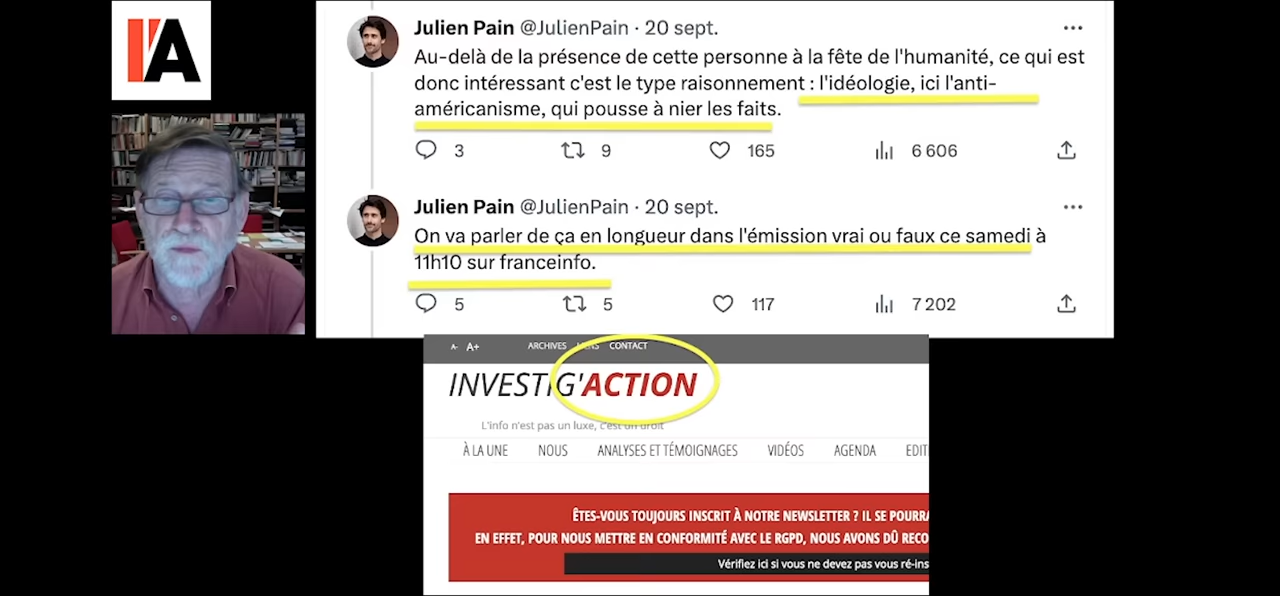 IA
Julien Pain @JulienPain · 20 sept.
Au-delà de la présence de cette personne à la fête de l'humanité, ce qui est
donc intéressant c'est le type raisonnement : l'idéologie, ici l'anti-
américanisme, qui pousse à nier les faits.
3 9 165 6 606
Julien Pain @JulienPain · 20 sept.
On va parler de ça en longueur dans l'émission vrai ou faux ce samedi à
11h10 sur franceinfo.
5 5 117 7 202
A- A+ ARCHIVES LIENS CONTACT
INVESTIG'ACTION
L'info n'est pas un luxe, c'est un droit
À LA UNE NOUS ANALYSES ET TÉMOIGNAGES VIDÉOS AGENDA EDITI
ÊTES-VOUS TOUJOURS INSCRIT À NOTRE NEWSLETTER ? IL SE POURRA
EN EFFET, POUR NOUS METTRE EN CONFORMITÉ AVEC LE RGPD, NOUS AVONS DÛ RECO
Vérifiez ici si vous ne devez pas vous ré-ins